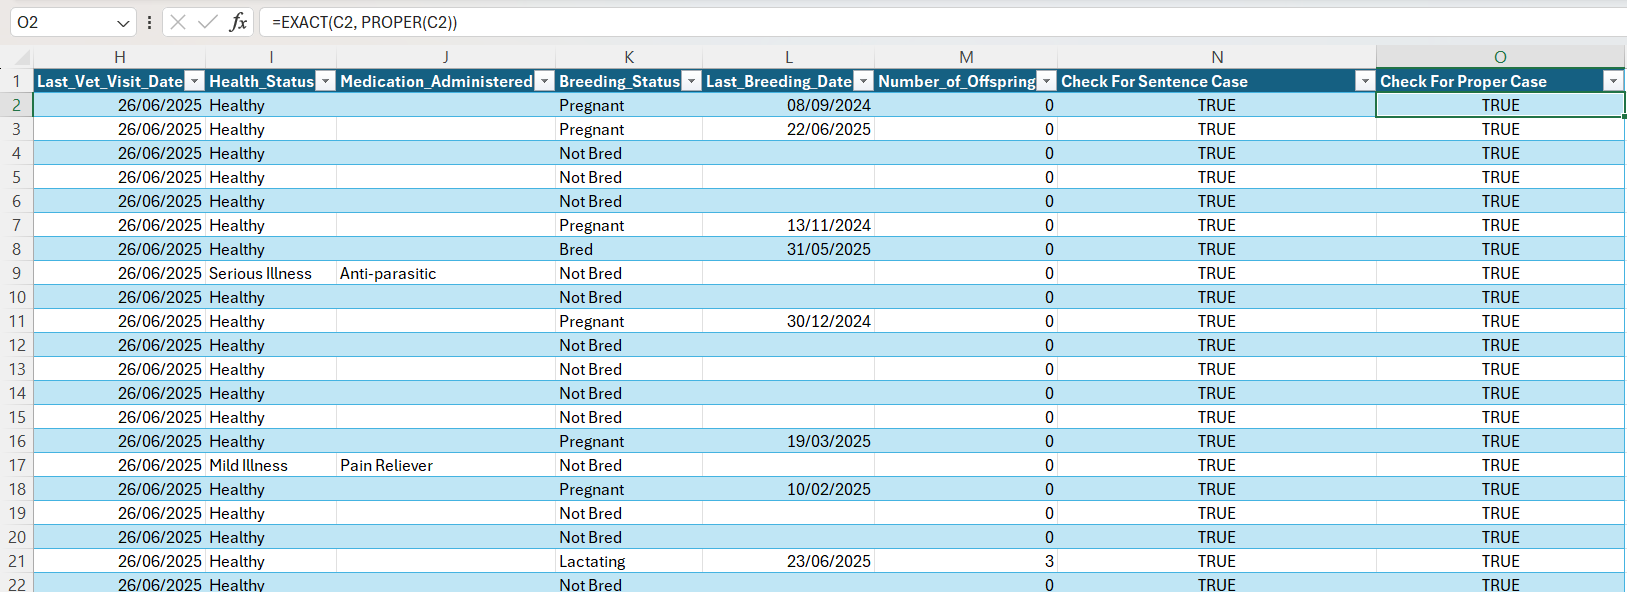 O2 fx =EXACT(C2, PROPER(C2))
H I J K L M N O
1 Last_Vet_Visit_Date Health_Status Medication_Administered Breeding_Status Last_Breeding_Date Number_of_Offspring Check For Sentence Case Check For Proper Case
2 26/06/2025 Healthy Pregnant 08/09/2024 0 TRUE TRUE
3 26/06/2025 Healthy Pregnant 22/06/2025 0 TRUE TRUE
4 26/06/2025 Healthy Not Bred 0 TRUE TRUE
5 26/06/2025 Healthy Not Bred 0 TRUE TRUE
6 26/06/2025 Healthy Not Bred 0 TRUE TRUE
7 26/06/2025 Healthy Pregnant 13/11/2024 0 TRUE TRUE
8 26/06/2025 Healthy Bred 31/05/2025 0 TRUE TRUE
9 26/06/2025 Serious Illness Anti-parasitic Not Bred 0 TRUE TRUE
10 26/06/2025 Healthy Not Bred 0 TRUE TRUE
11 26/06/2025 Healthy Pregnant 30/12/2024 0 TRUE TRUE
12 26/06/2025 Healthy Not Bred 0 TRUE TRUE
13 26/06/2025 Healthy Not Bred 0 TRUE TRUE
14 26/06/2025 Healthy Not Bred 0 TRUE TRUE
15 26/06/2025 Healthy Not Bred 0 TRUE TRUE
16 26/06/2025 Healthy Pregnant 19/03/2025 0 TRUE TRUE
17 26/06/2025 Mild Illness Pain Reliever Not Bred 0 TRUE TRUE
18 26/06/2025 Healthy Pregnant 10/02/2025 0 TRUE TRUE
19 26/06/2025 Healthy Not Bred 0 TRUE TRUE
20 26/06/2025 Healthy Not Bred 0 TRUE TRUE
21 26/06/2025 Healthy Lactating 23/06/2025 3 TRUE TRUE
22 26/06/2025 Healthy Not Bred 0 TRUE TRUE